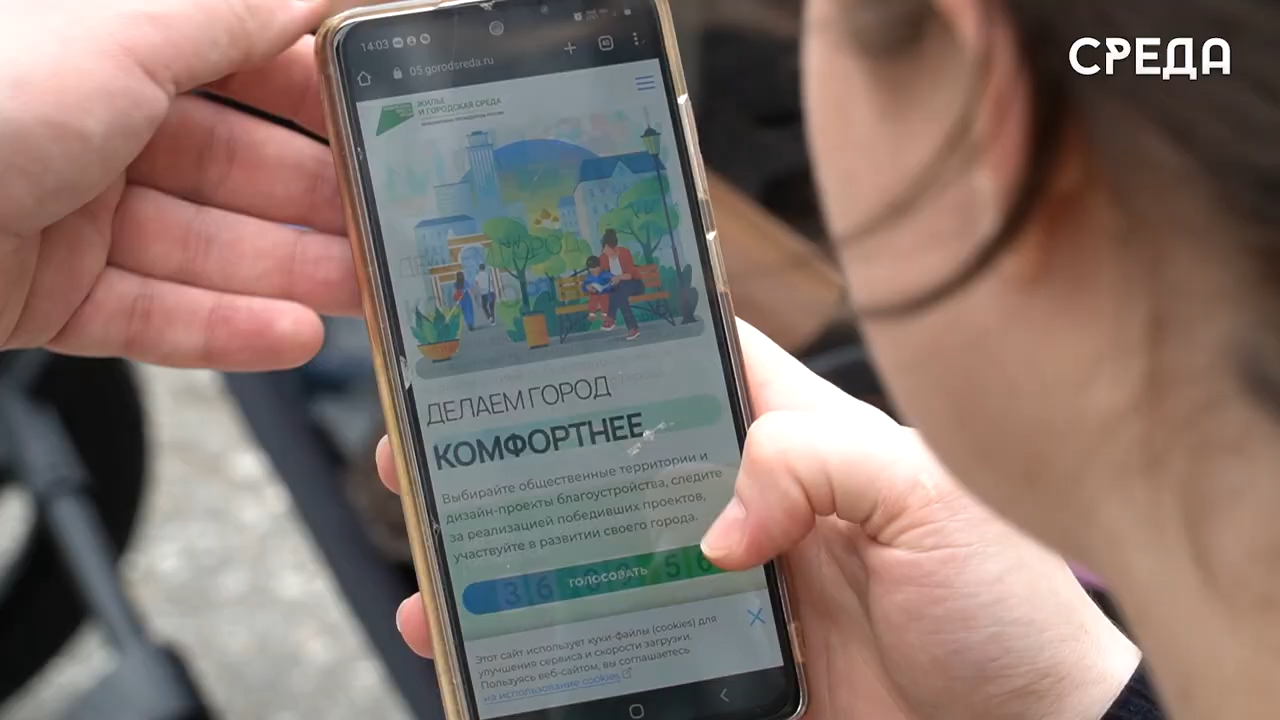 СРЕДА
14:03
05.gorodsreda.ru
ЖИЛЬЕ
И ГОРОДСКАЯ СРЕДА
ДЕЛАЕМ ГОРОД
КОМФОРТНЕЕ
Выбирайте общественные территории и
дизайн-проекты благоустройства, следите
за реализацией победивших проектов,
участвуйте в развитии своего города.
ГОЛОСОВАТЬ
Этот сайт использует куки-файлы (cookies) для
улучшения сервиса и скорости загрузки.
Пользуясь веб-сайтом, вы соглашаетесь
на использование cookies